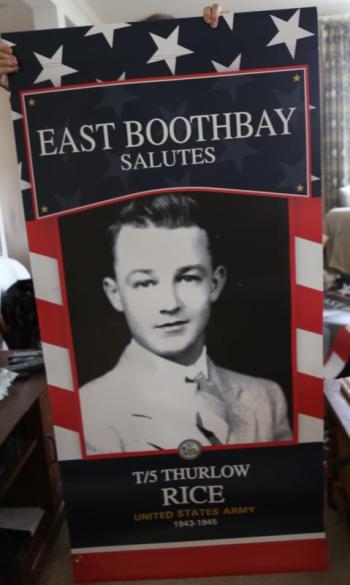 EAST BOOTHBAY
SALUTES
T/5 THURLOW
RICE
UNITED STATES ARMY
1943-1945